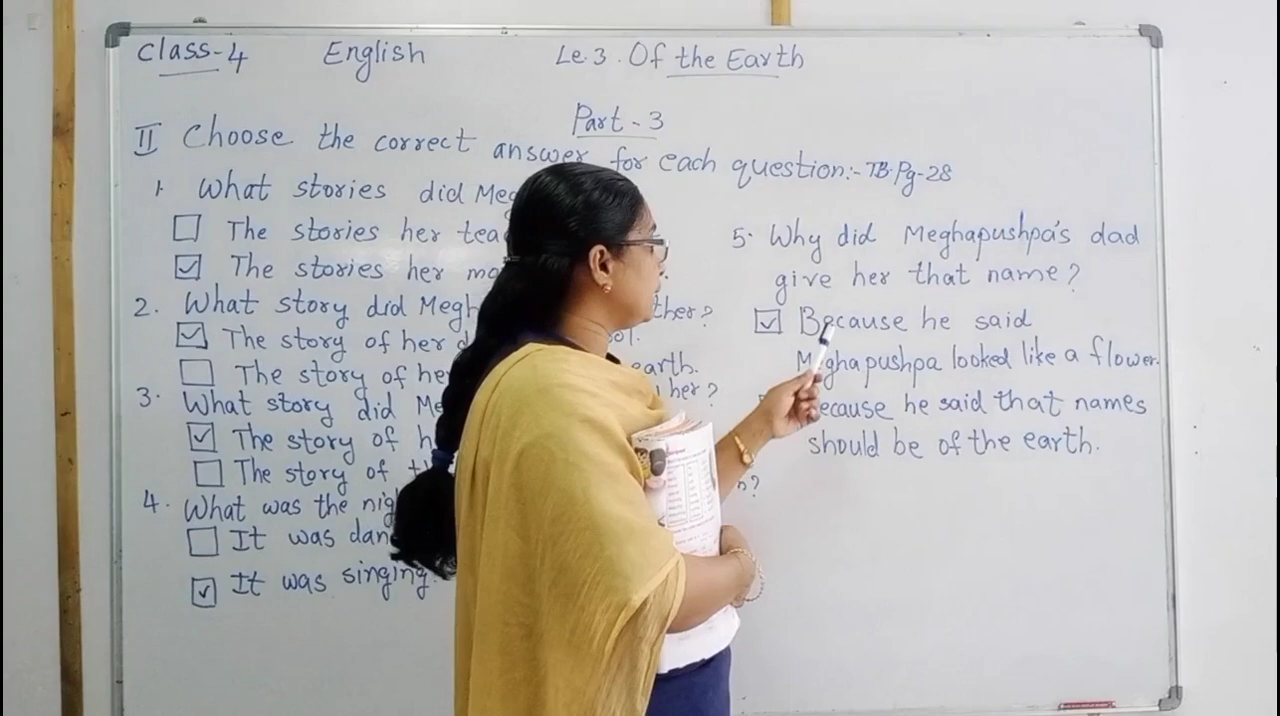 Class-4 English Le.3. Of the Earth
Part-3
II Choose the correct answer for each question:- TB.Pg-28
1. What stories did Meg
The stories her tea
The stories her mo
2. What story did Megh ther?
The story of her ol.
The story of he earth.
3. What story did Me her?
The story of h
The story of t
4. What was the nig n?
It was dan
It was singing.
5. Why did Meghapushpa's dad
give her that name?
Because he said
Meghapushpa looked like a flower.
ecause he said that names
should be of the earth.